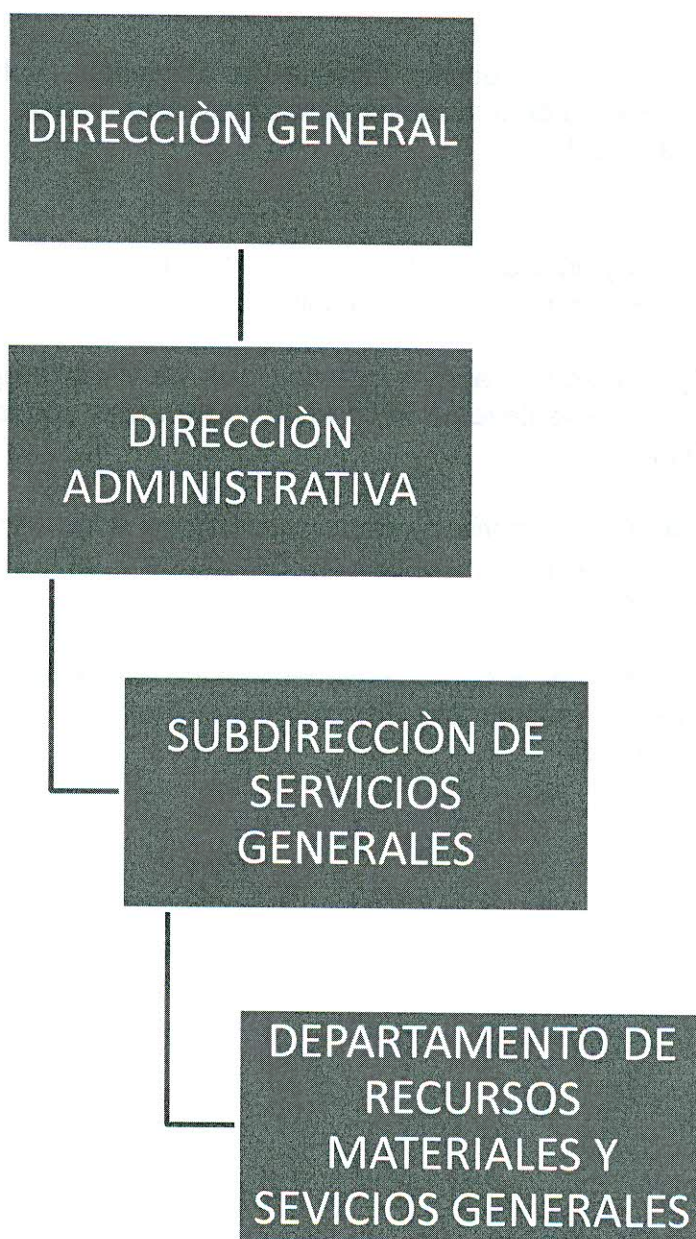 DIRECCIÒN GENERAL
DIRECCIÒN
ADMINISTRATIVA
SUBDIRECCIÒN DE
SERVICIOS
GENERALES
DEPARTAMENTO DE
RECURSOS
MATERIALES Y
SEVICIOS GENERALES